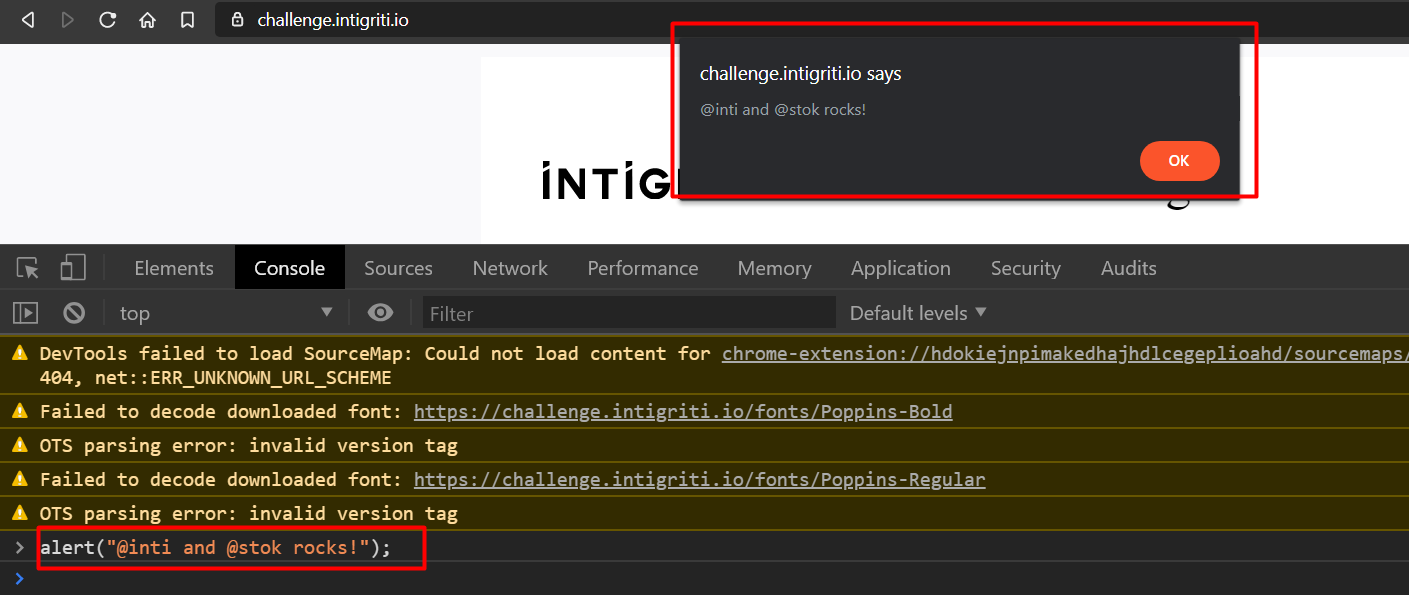 challenge.intigriti.io
challenge.intigriti.io says
@inti and @stok rocks!
OK
INTIG
Elements Console Sources Network Performance Memory Application Security Audits
top Filter Default levels
DevTools failed to load SourceMap: Could not load content for chrome-extension://hdokiejnpimakedhajhdlcegeplioahd/sourcemaps/
404, net::ERR_UNKNOWN_URL_SCHEME
Failed to decode downloaded font: https://challenge.intigriti.io/fonts/Poppins-Bold
OTS parsing error: invalid version tag
Failed to decode downloaded font: https://challenge.intigriti.io/fonts/Poppins-Regular
OTS parsing error: invalid version tag
> alert("@inti and @stok rocks!");
>